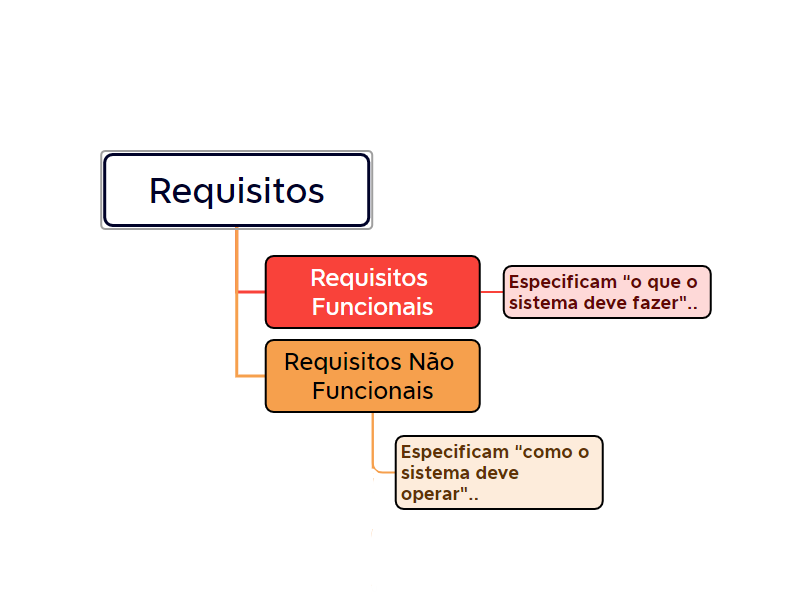 Requisitos
Requisitos
Funcionais
Especificam "o que o
sistema deve fazer"..
Requisitos Não
Funcionais
Especificam "como o
sistema deve
operar"..